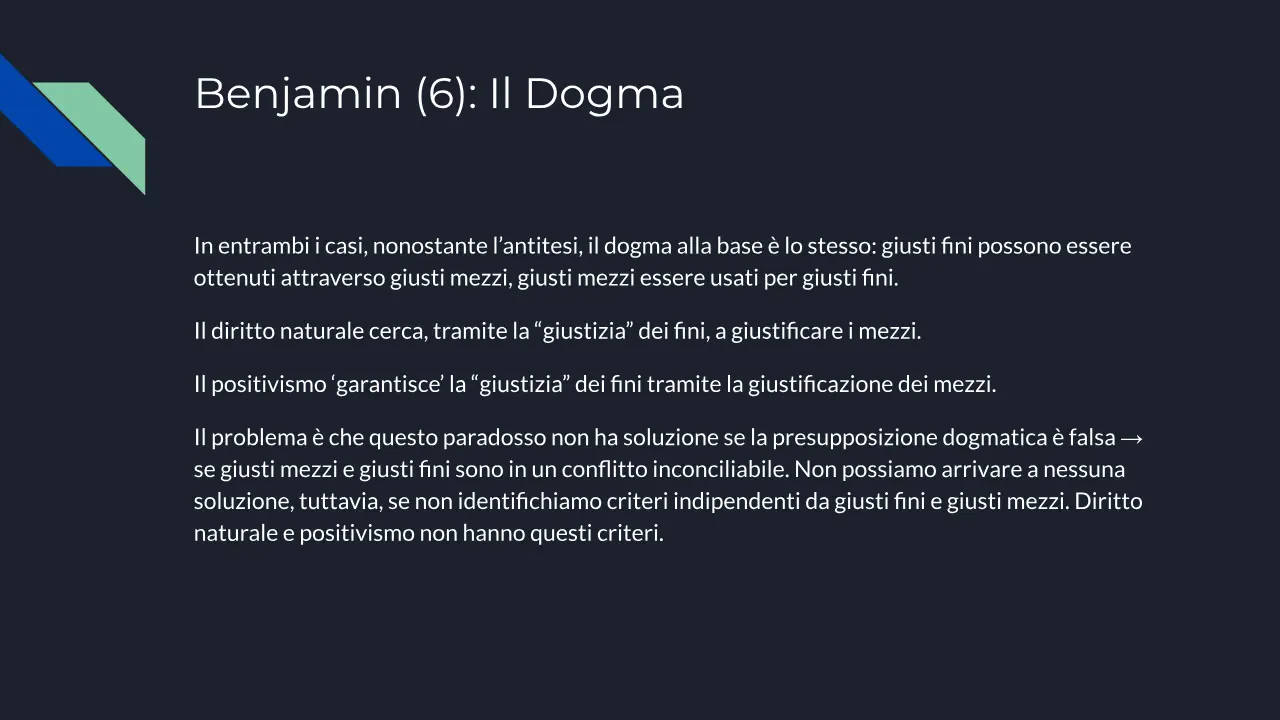 Benjamin (6): Il Dogma
In entrambi i casi, nonostante l’antitesi, il dogma alla base è lo stesso: giusti fini possono essere
ottenuti attraverso giusti mezzi, giusti mezzi essere usati per giusti fini.
Il diritto naturale cerca, tramite la “giustizia” dei fini, a giustificare i mezzi.
Il positivismo ‘garantisce’ la “giustizia” dei fini tramite la giustificazione dei mezzi.
Il problema è che questo paradosso non ha soluzione se la presupposizione dogmatica è falsa →
se giusti mezzi e giusti fini sono in un conflitto inconciliabile. Non possiamo arrivare a nessuna
soluzione, tuttavia, se non identifichiamo criteri indipendenti da giusti fini e giusti mezzi. Diritto
naturale e positivismo non hanno questi criteri.